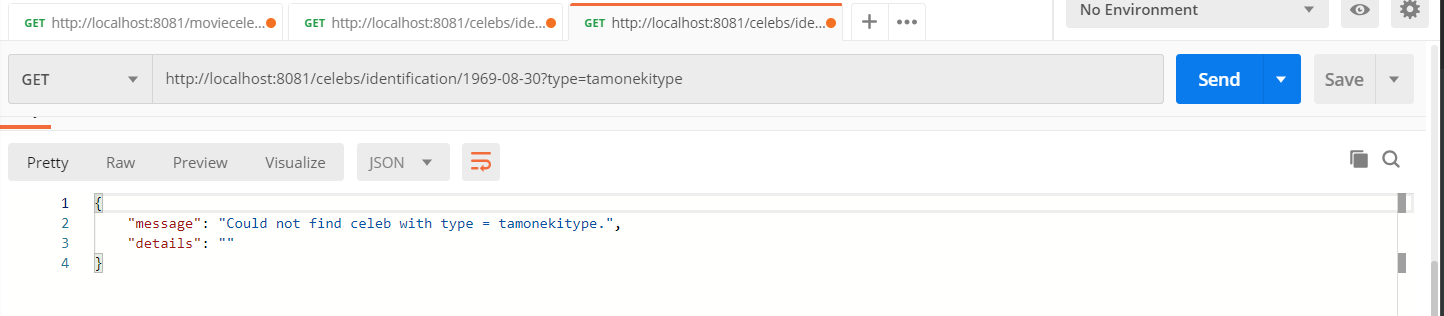 GET http://localhost:8081/moviecele... GET http://localhost:8081/celebs/ide... GET http://localhost:8081/celebs/ide... + ••• No Environment
GET http://localhost:8081/celebs/identification/1969-08-30?type=tamonekitype Send Save
Pretty Raw Preview Visualize JSON
1 {
2 "message": "Could not find celeb with type = tamonekitype.",
3 "details": ""
4 }